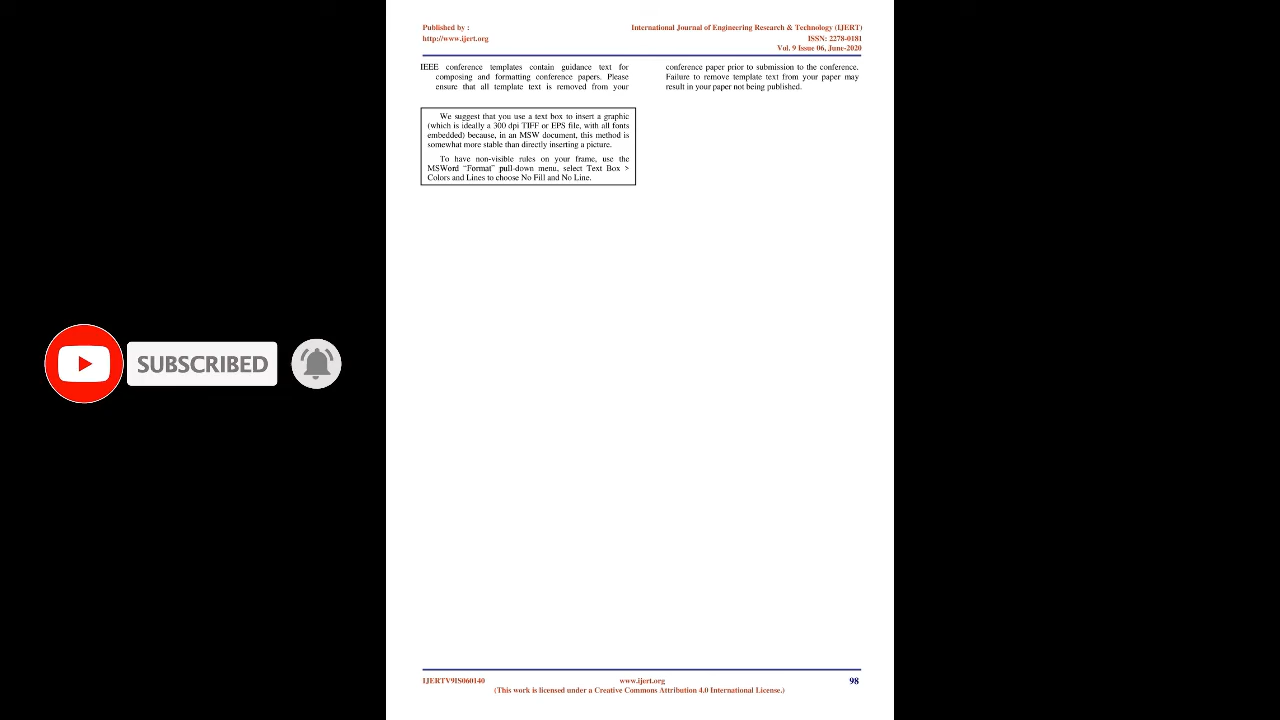 Published by :
http://www.ijert.org
International Journal of Engineering Research & Technology (IJERT)
ISSN: 2278-0181
Vol. 9 Issue 06, June-2020
IEEE conference templates contain guidance text for
composing and formatting conference papers. Please
ensure that all template text is removed from your
conference paper prior to submission to the conference.
Failure to remove template text from your paper may
result in your paper not being published.
We suggest that you use a text box to insert a graphic
(which is ideally a 300 dpi TIFF or EPS file, with all fonts
embedded) because, in an MSW document, this method is
somewhat more stable than directly inserting a picture.
To have non-visible rules on your frame, use the
MSWord “Format” pull-down menu, select Text Box >
Colors and Lines to choose No Fill and No Line.
SUBSCRIBED
IJERTV9IS060140
www.ijert.org
98
(This work is licensed under a Creative Commons Attribution 4.0 International License.)